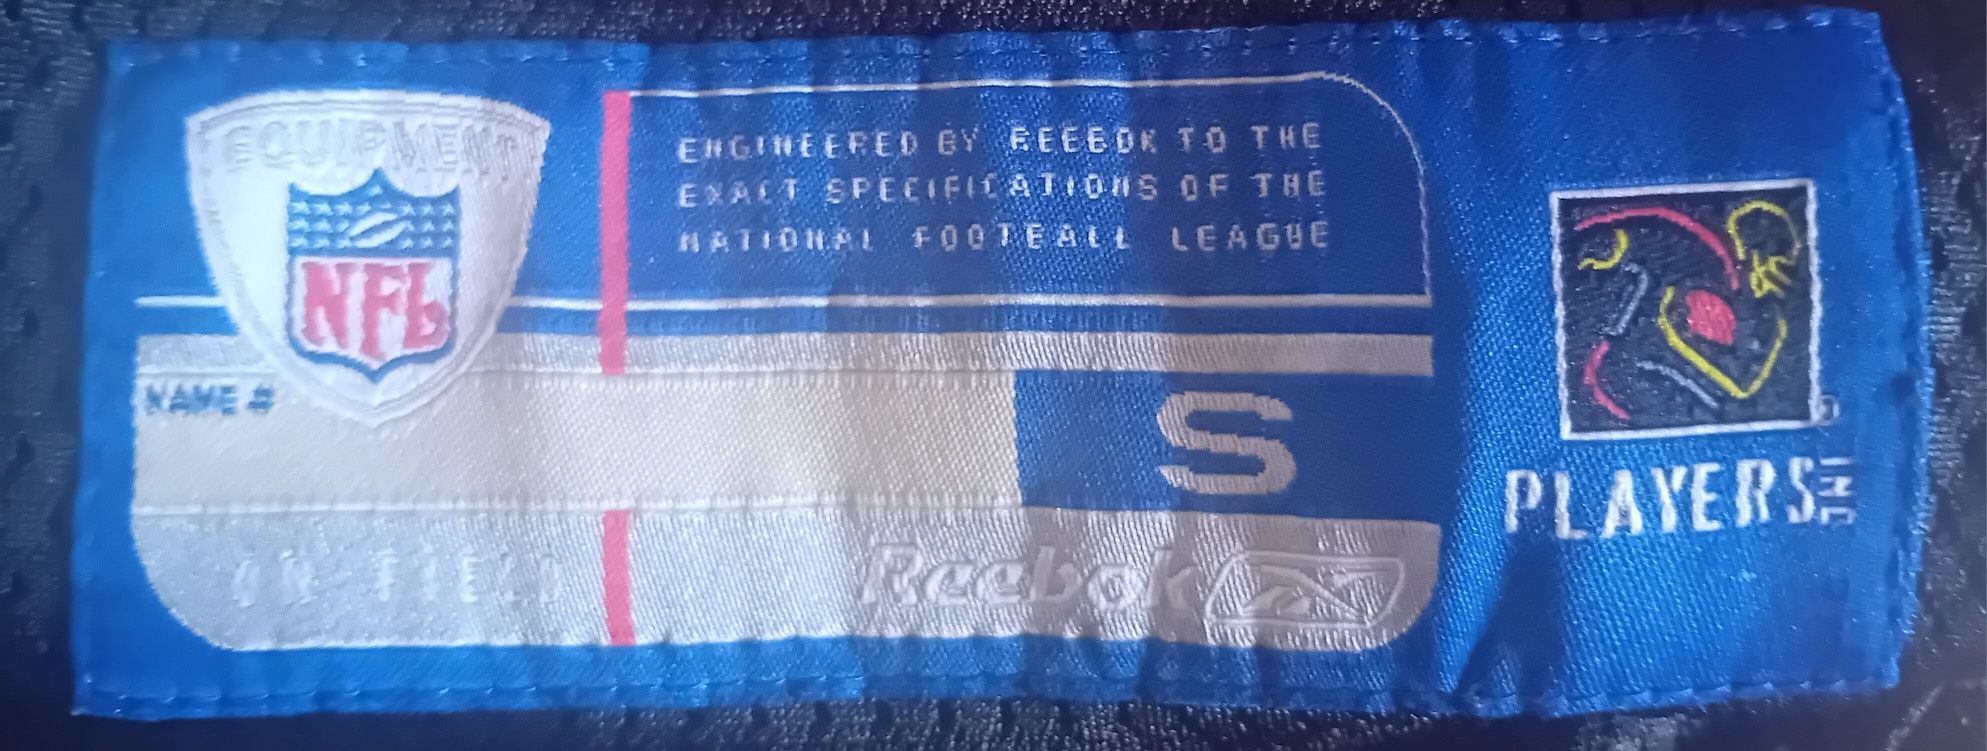 EQUIPMENT
NFL
ENGINEERED BY REEBOK TO THE
EXACT SPECIFICATIONS OF THE
NATIONAL FOOTBALL LEAGUE
NAME #
S
ON FIELD
Reebok
PLAYERS INC